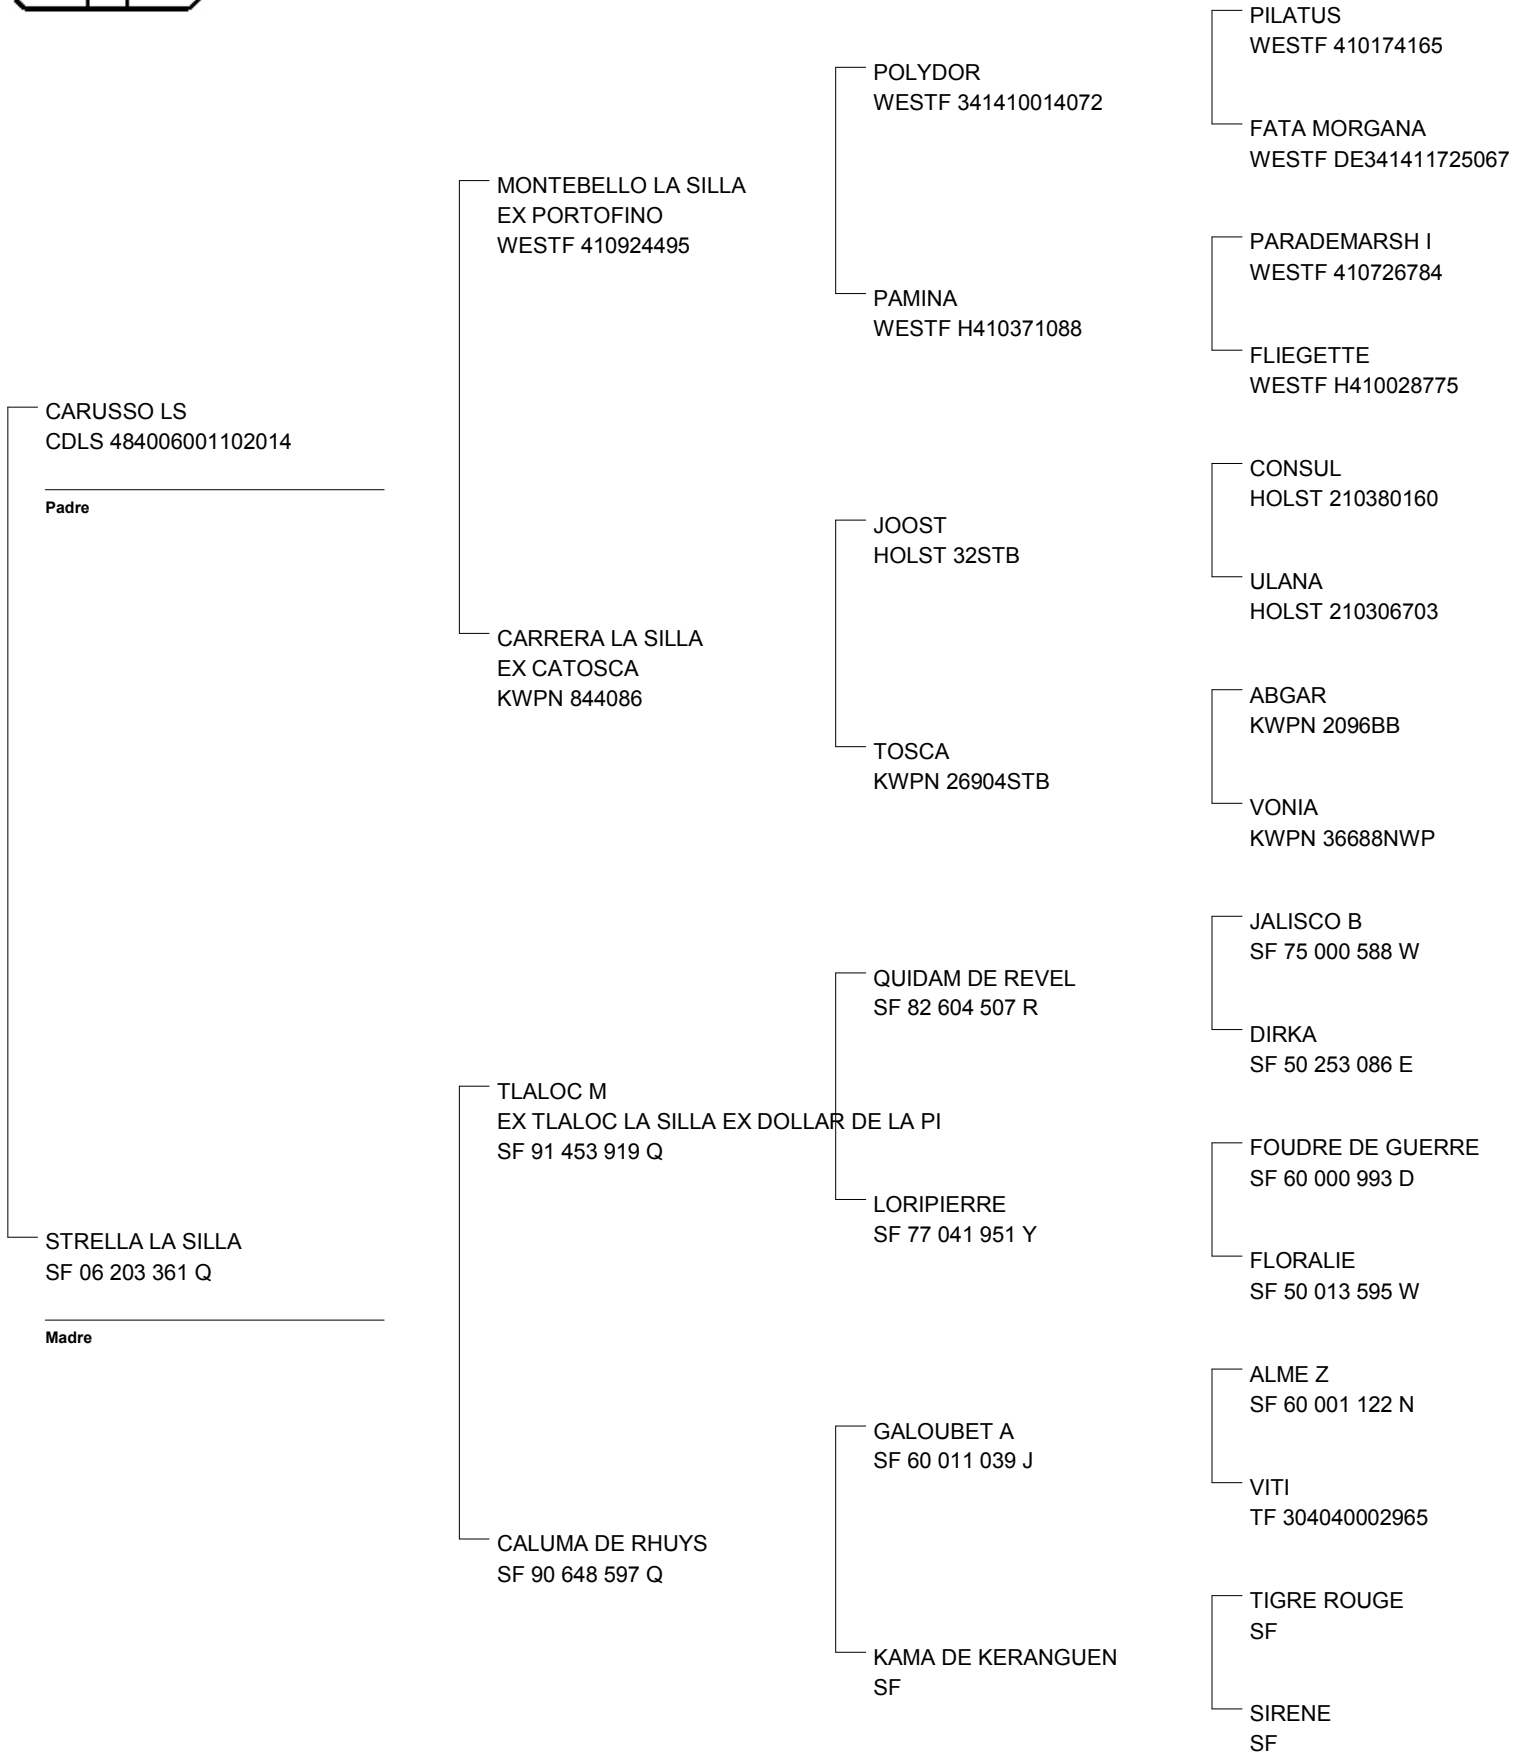 PILATUS
WESTF 410174165
POLYDOR
WESTF 341410014072
FATA MORGANA
WESTF DE341411725067
MONTEBELLO LA SILLA
EX PORTOFINO
WESTF 410924495
PARADEMARSH I
WESTF 410726784
PAMINA
WESTF H410371088
FLIEGETTE
WESTF H410028775
CARUSSO LS
CDLS 484006001102014
Padre
CONSUL
HOLST 210380160
JOOST
HOLST 32STB
ULANA
HOLST 210306703
CARRERA LA SILLA
EX CATOSCA
KWPN 844086
ABGAR
KWPN 2096BB
TOSCA
KWPN 26904STB
VONIA
KWPN 36688NWP
JALISCO B
SF 75 000 588 W
QUIDAM DE REVEL
SF 82 604 507 R
DIRKA
SF 50 253 086 E
TLALOC M
EX TLALOC LA SILLA EX DOLLAR DE LA PI
SF 91 453 919 Q
FOUDRE DE GUERRE
SF 60 000 993 D
LORIPIERRE
SF 77 041 951 Y
FLORALIE
SF 50 013 595 W
STRELLA LA SILLA
SF 06 203 361 Q
Madre
ALME Z
SF 60 001 122 N
GALOUBET A
SF 60 011 039 J
VITI
TF 304040002965
CALUMA DE RHUYS
SF 90 648 597 Q
TIGRE ROUGE
SF
KAMA DE KERANGUEN
SF
SIRENE
SF